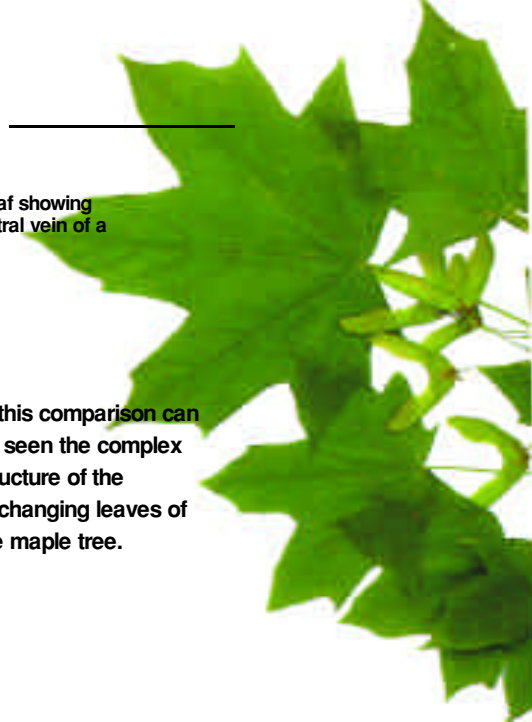 af showing
tral vein of a
this comparison can
seen the complex
ucture of the
changing leaves of
e maple tree.